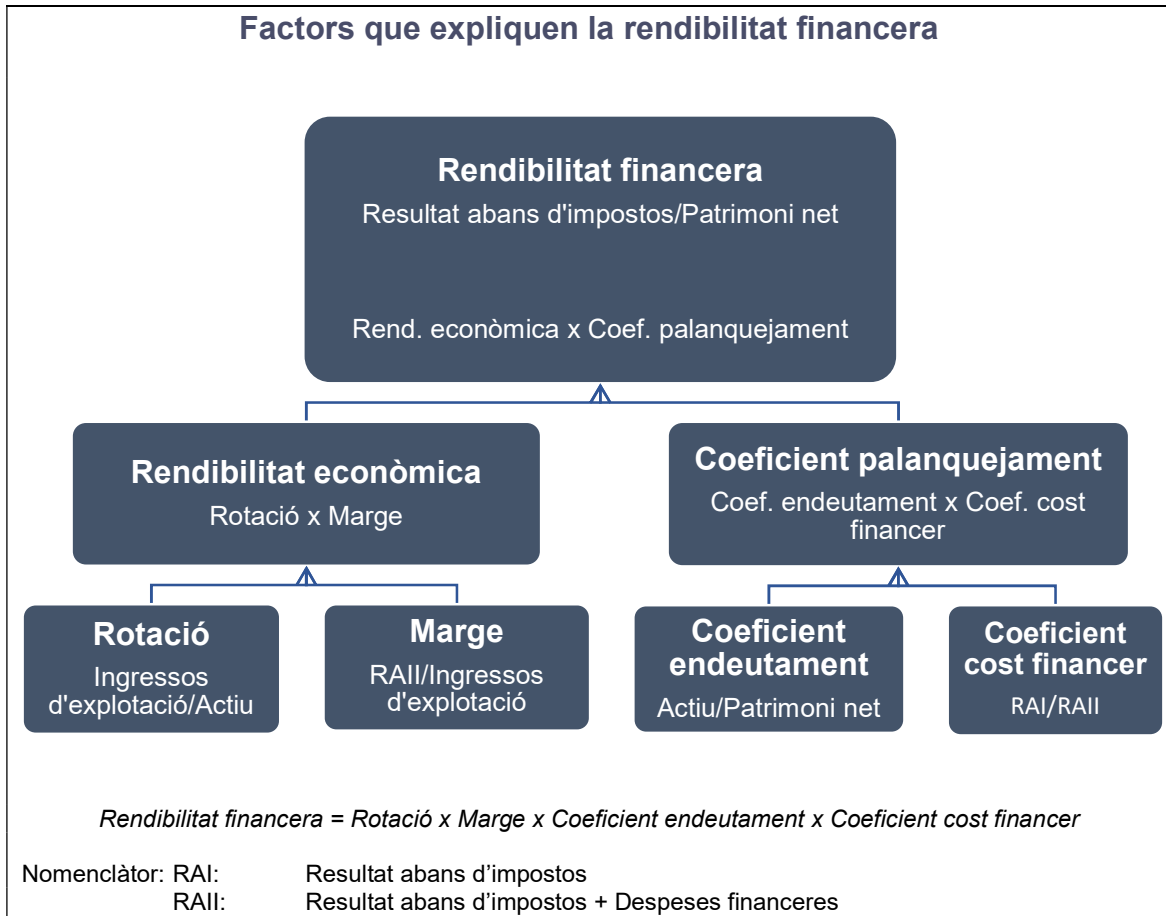 Factors que expliquen la rendibilitat financera
Rendibilitat financera
Resultat abans d'impostos/Patrimoni net
Rend. econòmica x Coef. palanquejament
Rendibilitat econòmica
Rotació x Marge
Coeficient palanquejament
Coef. endeutament x Coef. cost
financer
Rotació
Ingressos
d'explotació/Actiu
Marge
RAII/Ingressos
d'explotació
Coeficient
endeutament
Actiu/Patrimoni net
Coeficient
cost financer
RAI/RAII
Rendibilitat financera = Rotació x Marge x Coeficient endeutament x Coeficient cost financer
Nomenclàtor: RAI: Resultat abans d’impostos
RAII: Resultat abans d’impostos + Despeses financeres